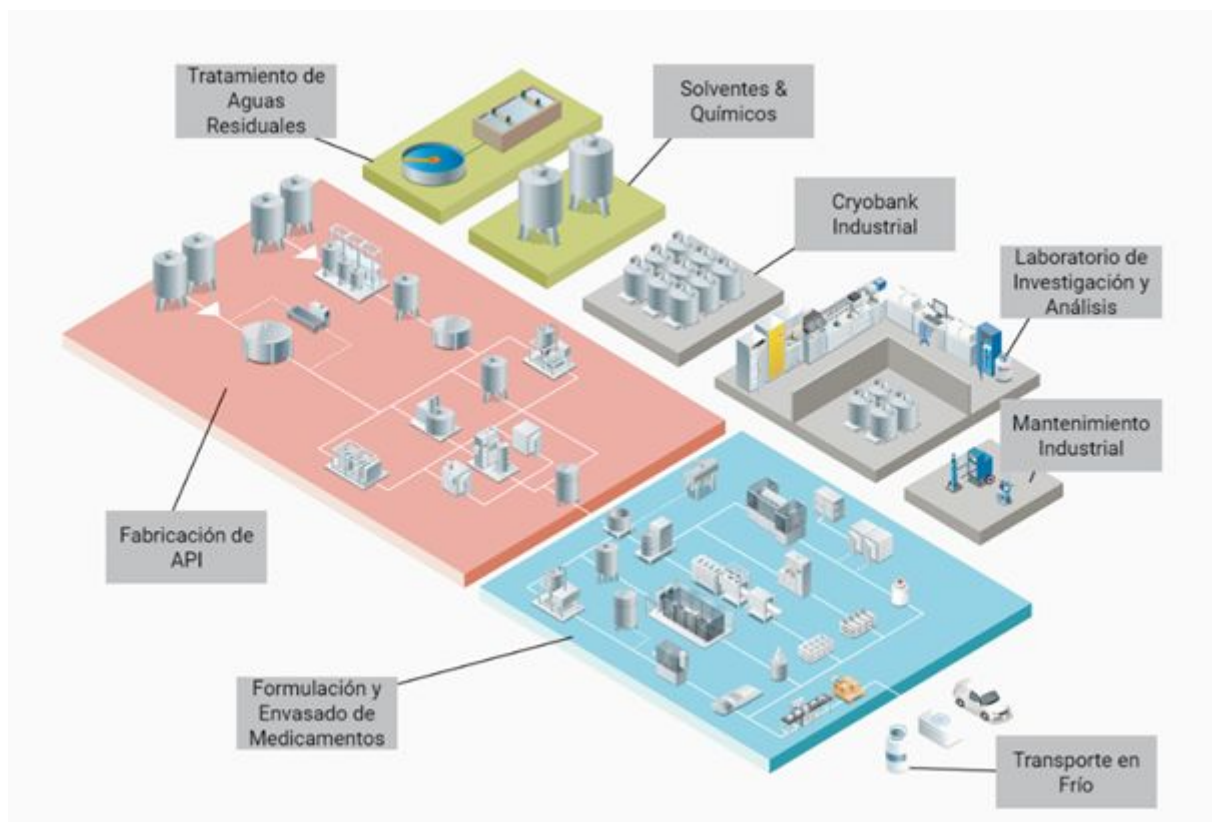 Tratamiento de
Aguas
Residuales
Solventes &
Químicos
Cryobank
Industrial
Laboratorio de
Investigación y
Análisis
Mantenimiento
Industrial
Fabricación de
API
Formulación y
Envasado de
Medicamentos
Transporte en
Frío